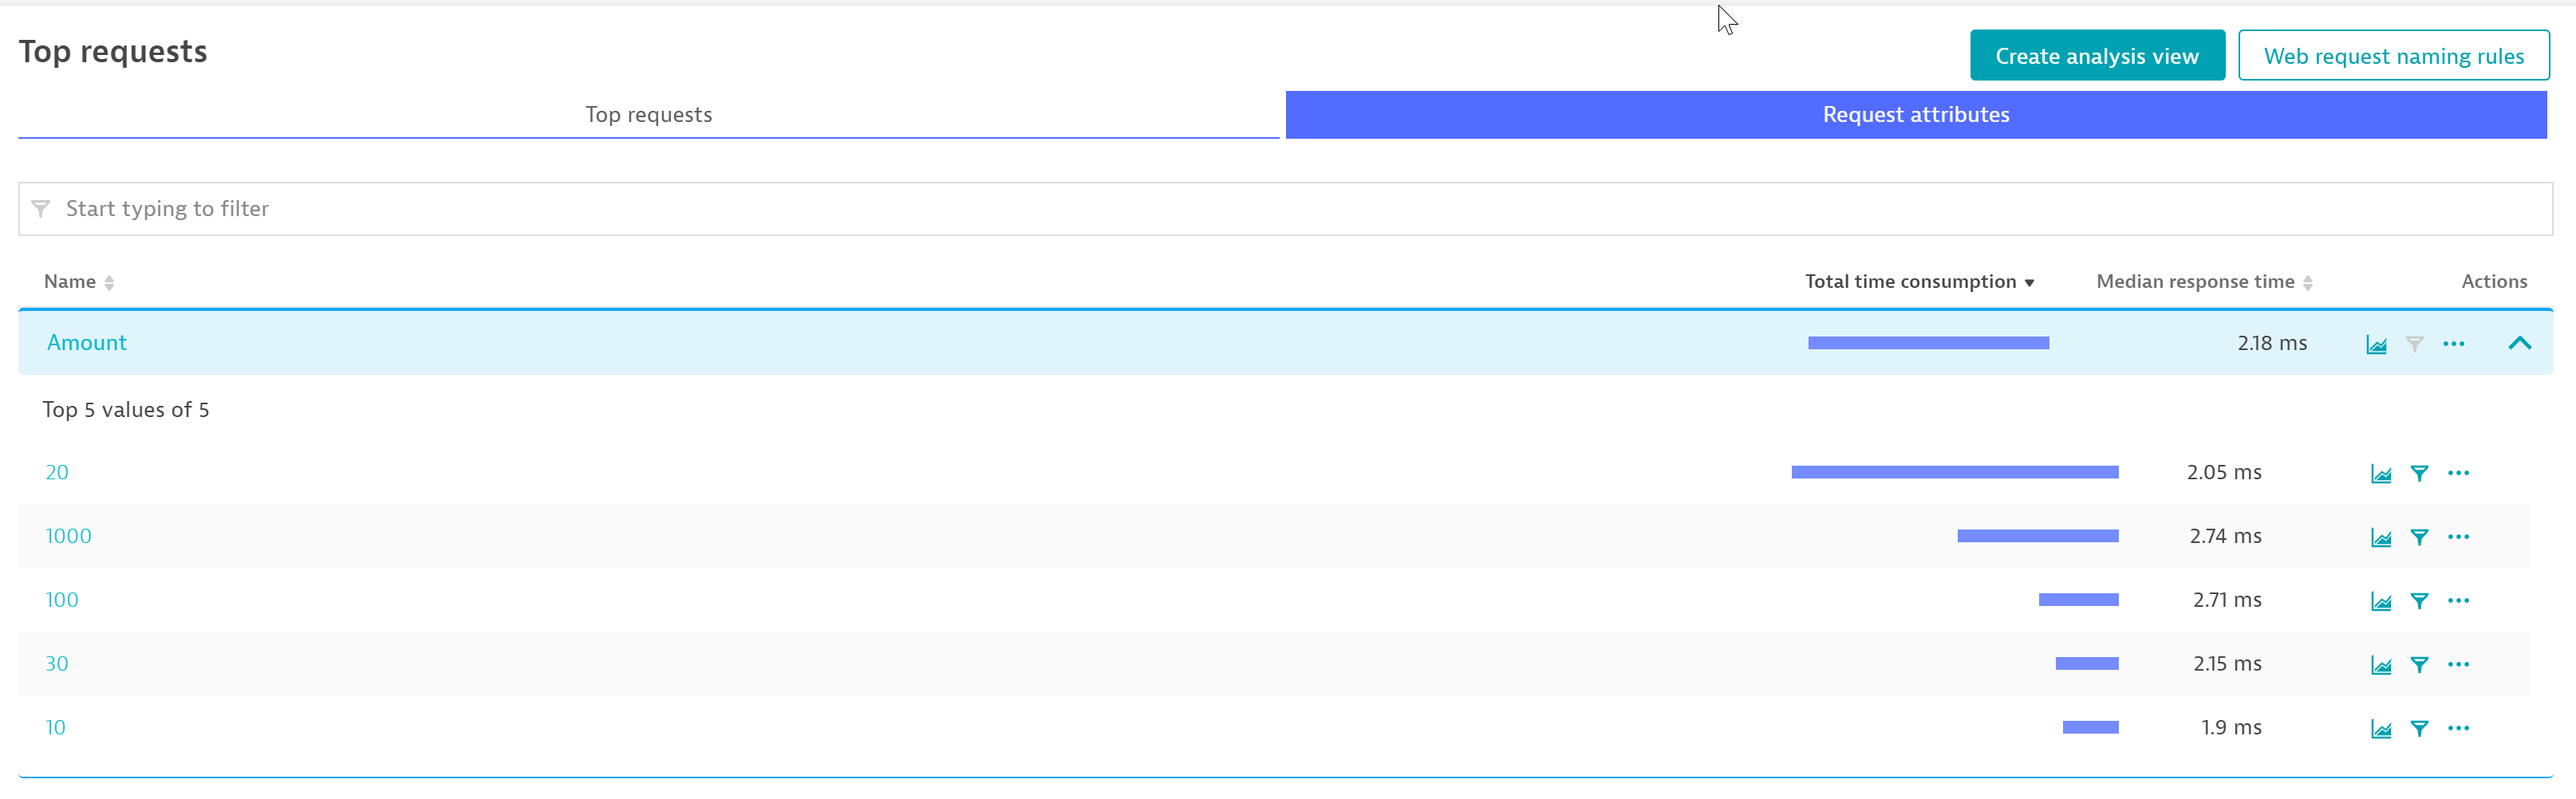 Top requests
Create analysis view
Web request naming rules
Top requests
Request attributes
Start typing to filter
Name Total time consumption Median response time Actions
Amount 2.18 ms
Top 5 values of 5
20 2.05 ms
1000 2.74 ms
100 2.71 ms
30 2.15 ms
10 1.9 ms